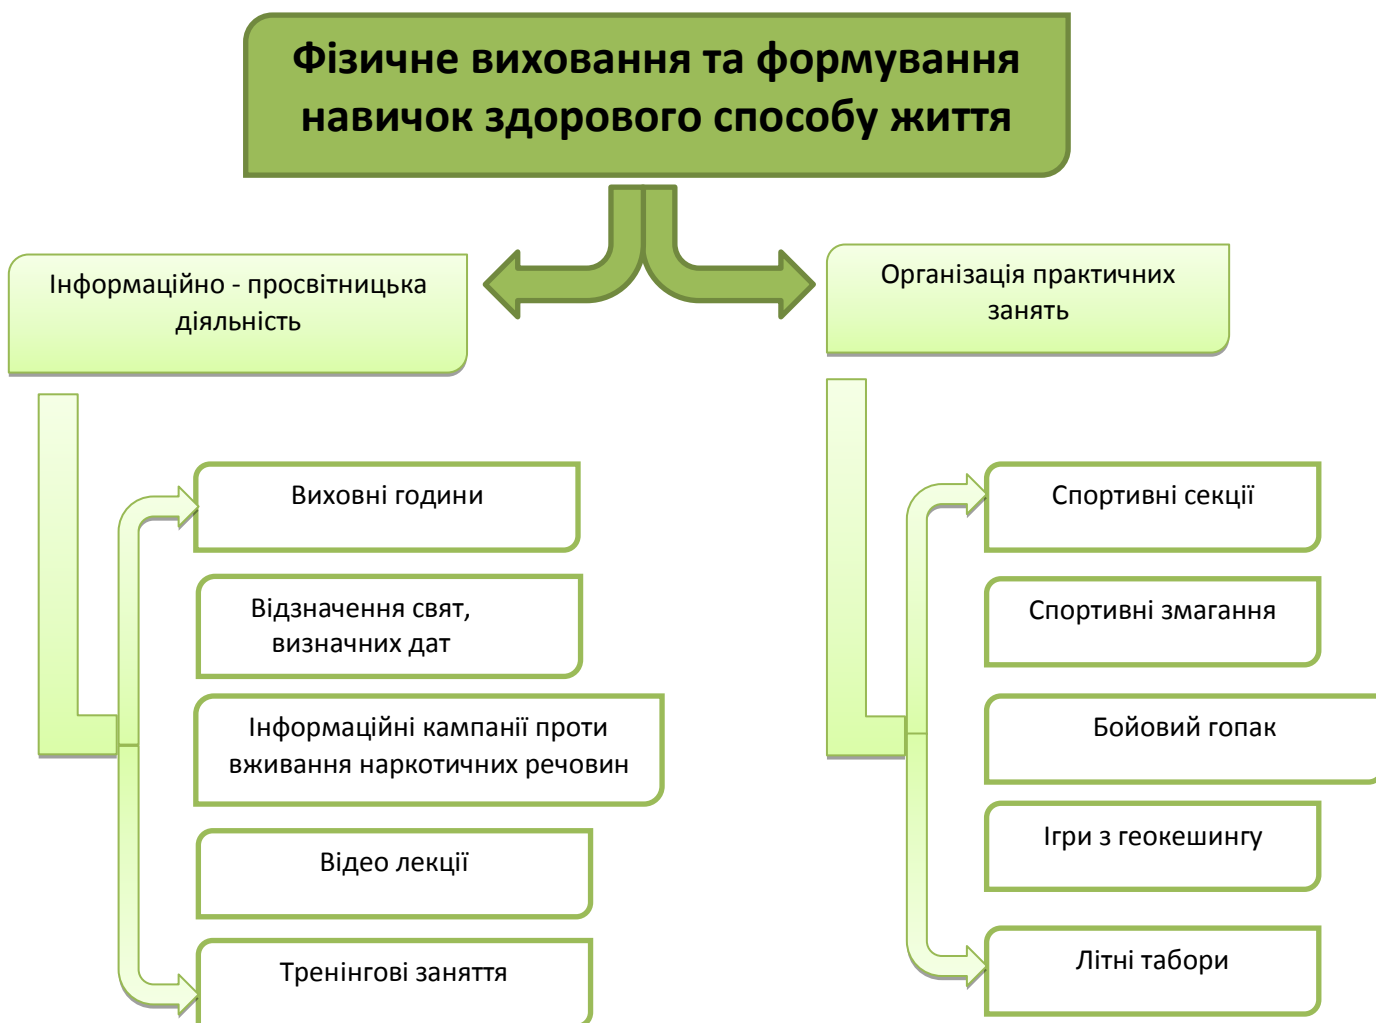 Фізичне виховання та формування
навичок здорового способу життя
Інформаційно - просвітницька
діяльність
Виховні години
Відзначення свят,
визначних дат
Інформаційні кампанії проти
вживання наркотичних речовин
Відео лекції
Тренінгові заняття
Організація практичних
занять
Спортивні секції
Спортивні змагання
Бойовий гопак
Ігри з геокешингу
Літні табори